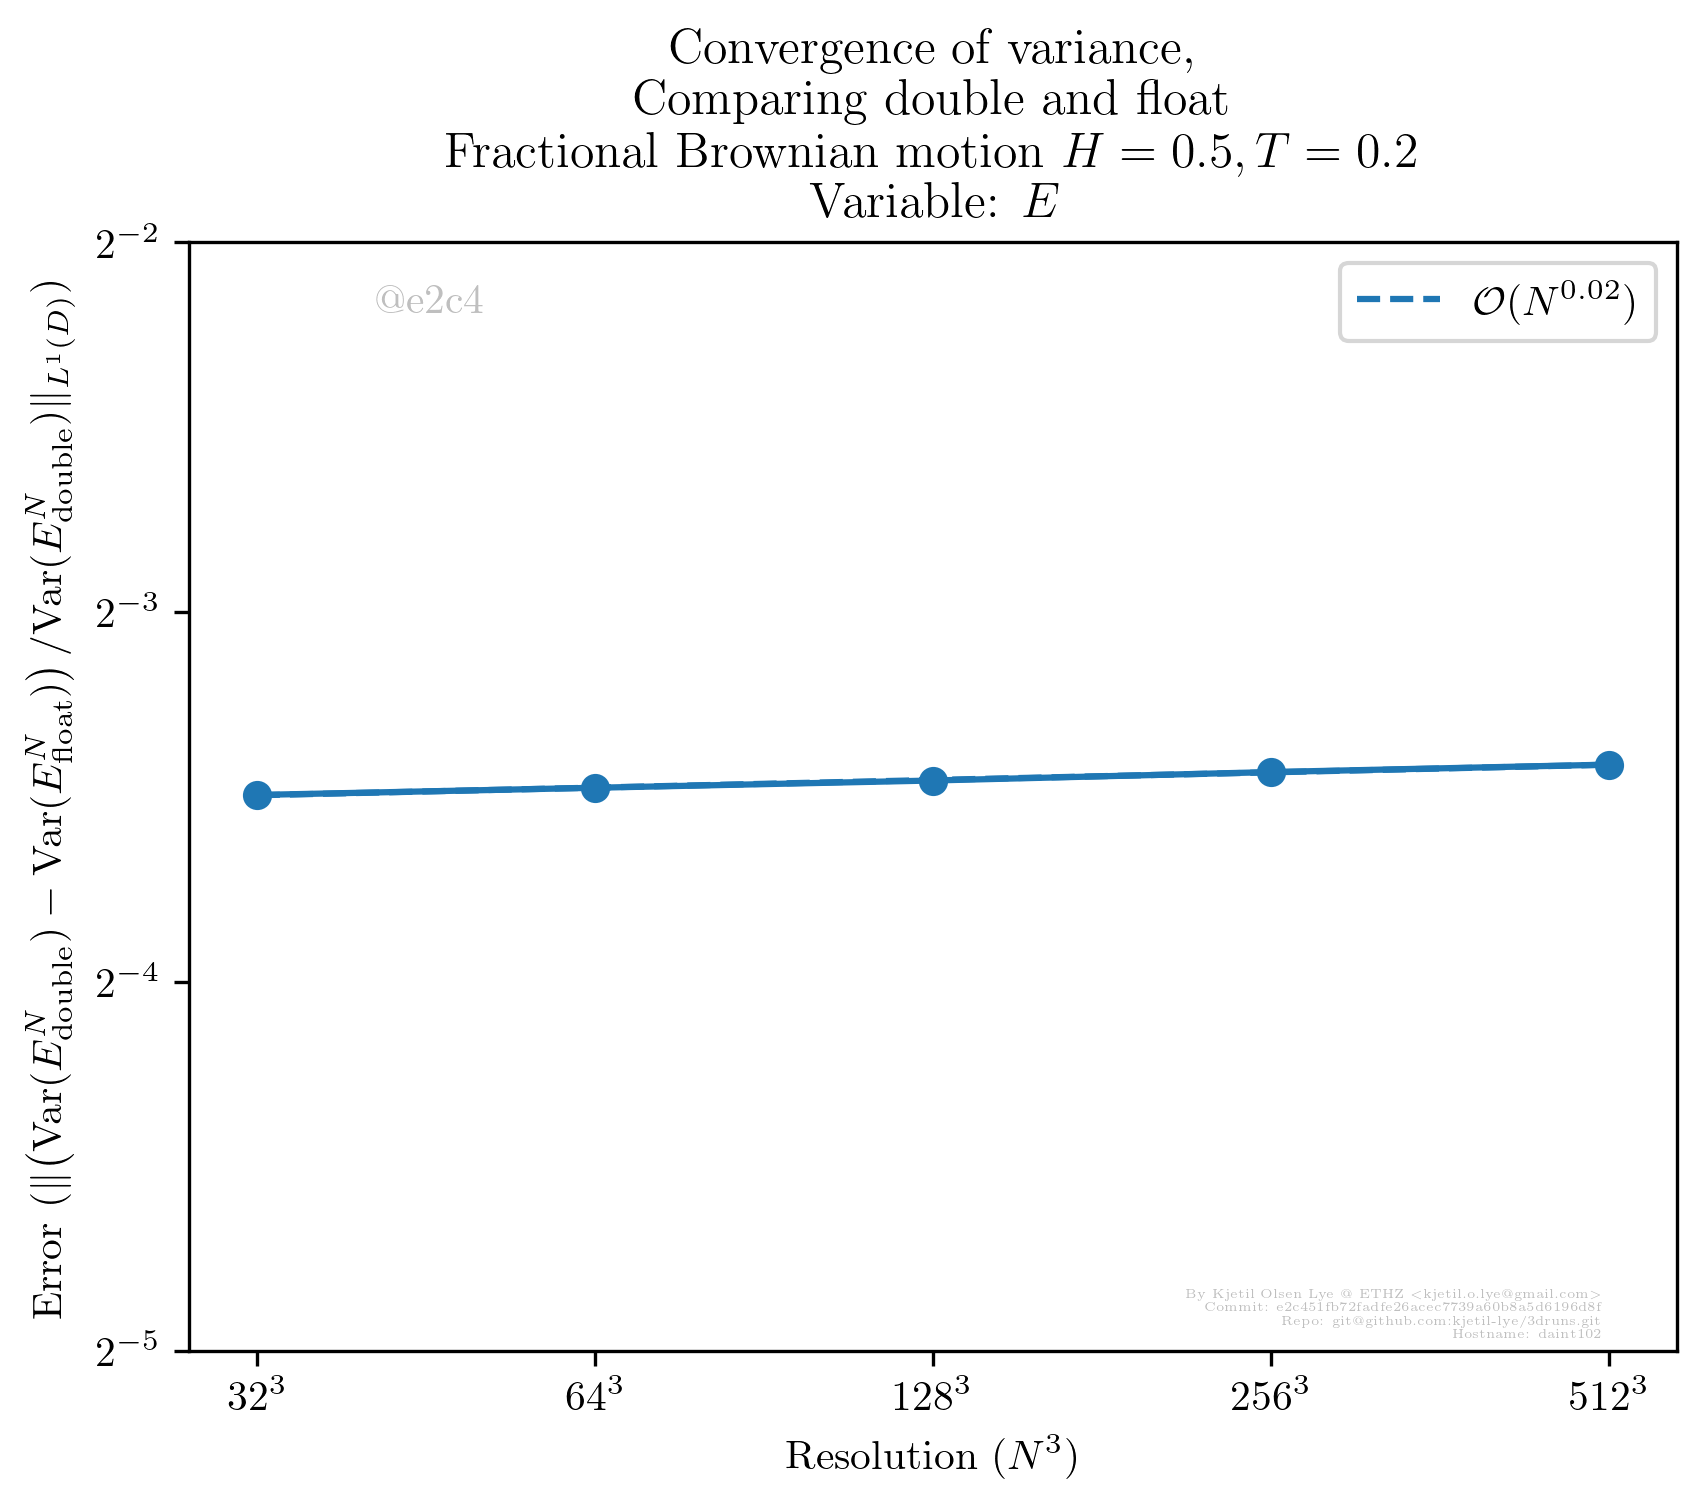 Convergence of variance,
Comparing double and float
Fractional Brownian motion H = 0.5, T = 0.2
Variable: E
Error (‖(Var(E^N_double) − Var(E^N_float)) /Var(E^N_double)‖_{L^1(D)})
2^{−2}
2^{−3}
2^{−4}
2^{−5}
@e2c4
𝒪(N^{0.02})
By Kjetil Olsen Lye @ ETHZ <kjetil.o.lye@gmail.com>
Commit: e2c451fb72fadfe26acec7739a60b8a5d6196d8f
Repo: git@github.com:kjetil-lye/3druns.git
Hostname: daint102
32^3 64^3 128^3 256^3 512^3
Resolution (N^3)